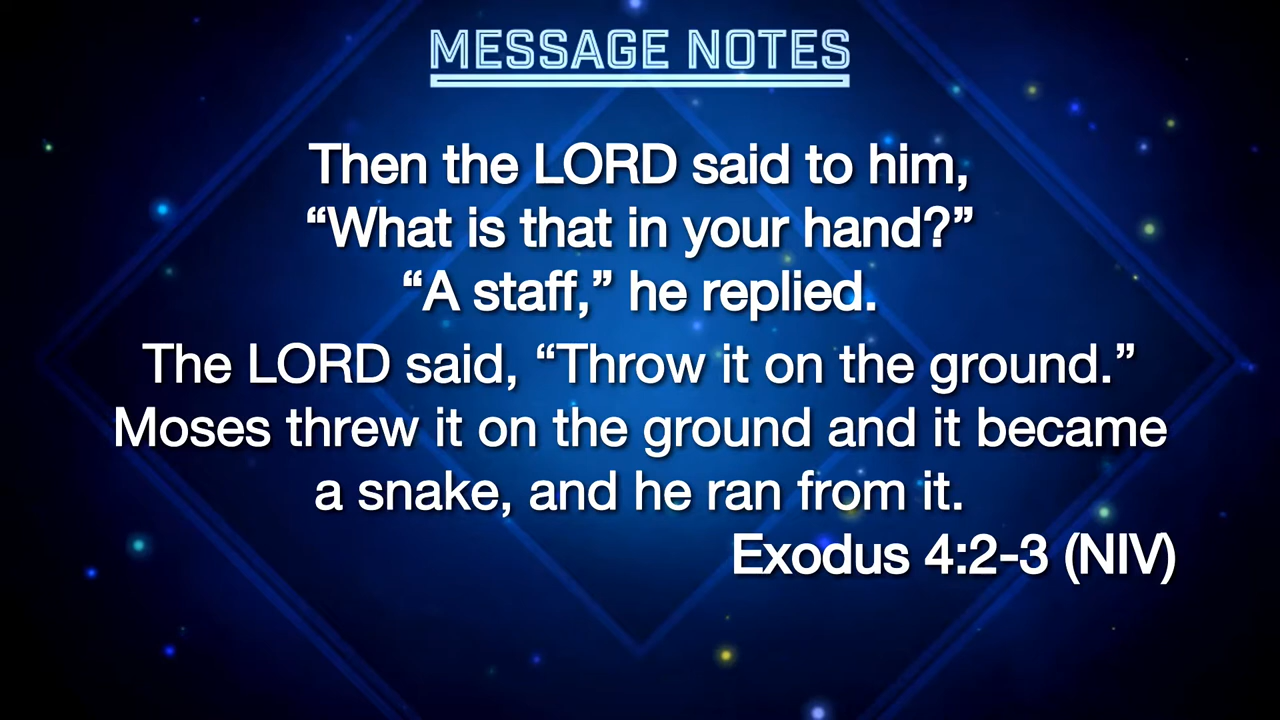 MESSAGE NOTES
Then the LORD said to him,
“What is that in your hand?”
“A staff,” he replied.
The LORD said, “Throw it on the ground.”
Moses threw it on the ground and it became
a snake, and he ran from it.
Exodus 4:2-3 (NIV)